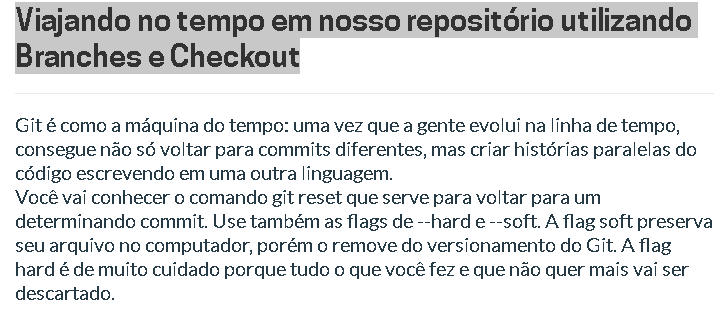 Viajando no tempo em nosso repositório utilizando
Branches e Checkout
Git é como a máquina do tempo: uma vez que a gente evolui na linha de tempo,
consegue não só voltar para commits diferentes, mas criar histórias paralelas do
código escrevendo em uma outra linguagem.
Você vai conhecer o comando git reset que serve para voltar para um
determinando commit. Use também as flags de --hard e --soft. A flag soft preserva
seu arquivo no computador, porém o remove do versionamento do Git. A flag
hard é de muito cuidado porque tudo o que você fez e que não quer mais vai ser
descartado.